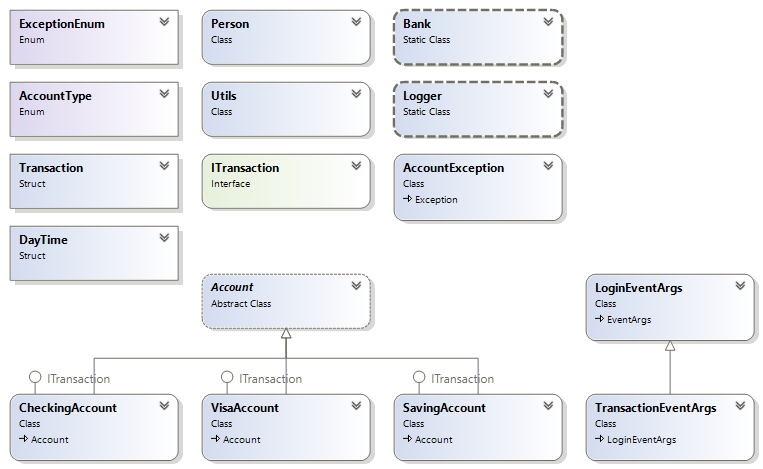 ExceptionEnum
Enum
Person
Class
Bank
Static Class
AccountType
Enum
Utils
Class
Logger
Static Class
Transaction
Struct
ITransaction
Interface
AccountException
Class
Exception
DayTime
Struct
Account
Abstract Class
LoginEventArgs
Class
EventArgs
ITransaction
ITransaction
ITransaction
CheckingAccount
Class
Account
VisaAccount
Class
Account
SavingAccount
Class
Account
TransactionEventArgs
Class
LoginEventArgs